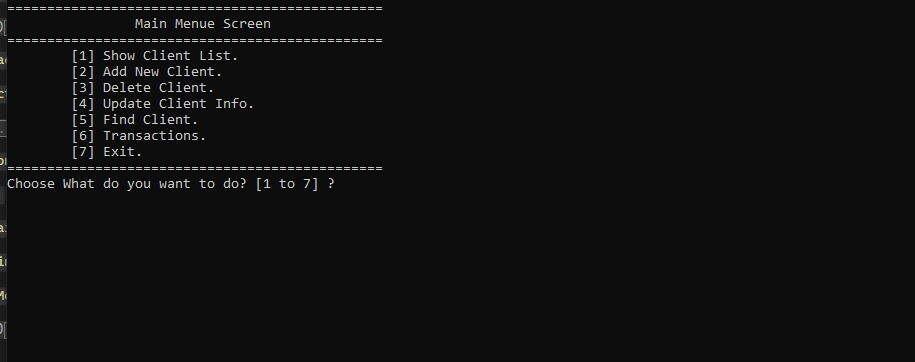 ===============================================
Main Menue Screen
===============================================
[1] Show Client List.
[2] Add New Client.
[3] Delete Client.
[4] Update Client Info.
[5] Find Client.
[6] Transactions.
[7] Exit.
===============================================
Choose What do you want to do? [1 to 7] ?